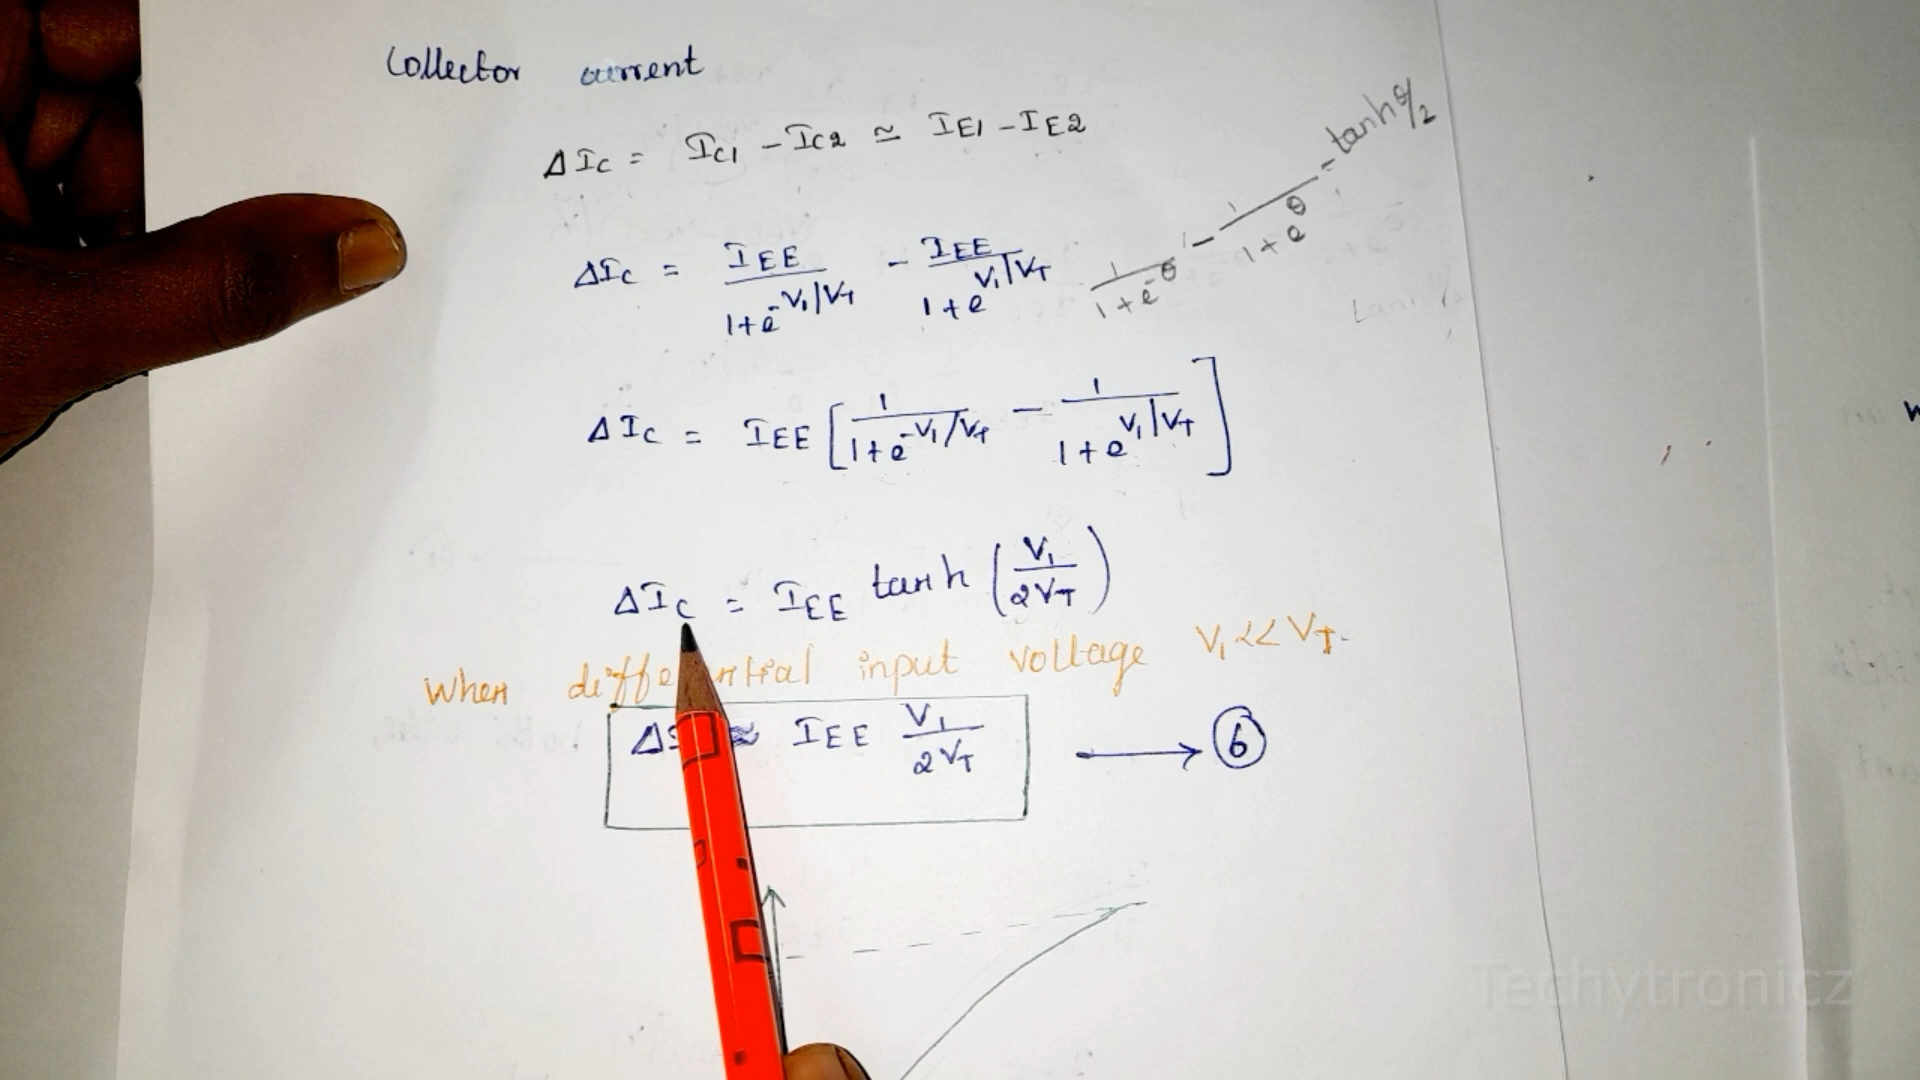 Collector current
ΔIC = IC1 - IC2 ≃ IE1 - IE2
ΔIC = IEE / (1+e^(-V1/VT)) - IEE / (1+e^(V1/VT))
1/(1+e^-θ) - 1/(1+e^θ) = tanh θ/2
ΔIC = IEE [ 1/(1+e^(-V1/VT)) - 1/(1+e^(V1/VT)) ]
ΔIC = IEE tanh (V1/2VT)
When differential input voltage V1 << VT.
Δ ≈ IEE V1/2VT → 6
Techytronicz